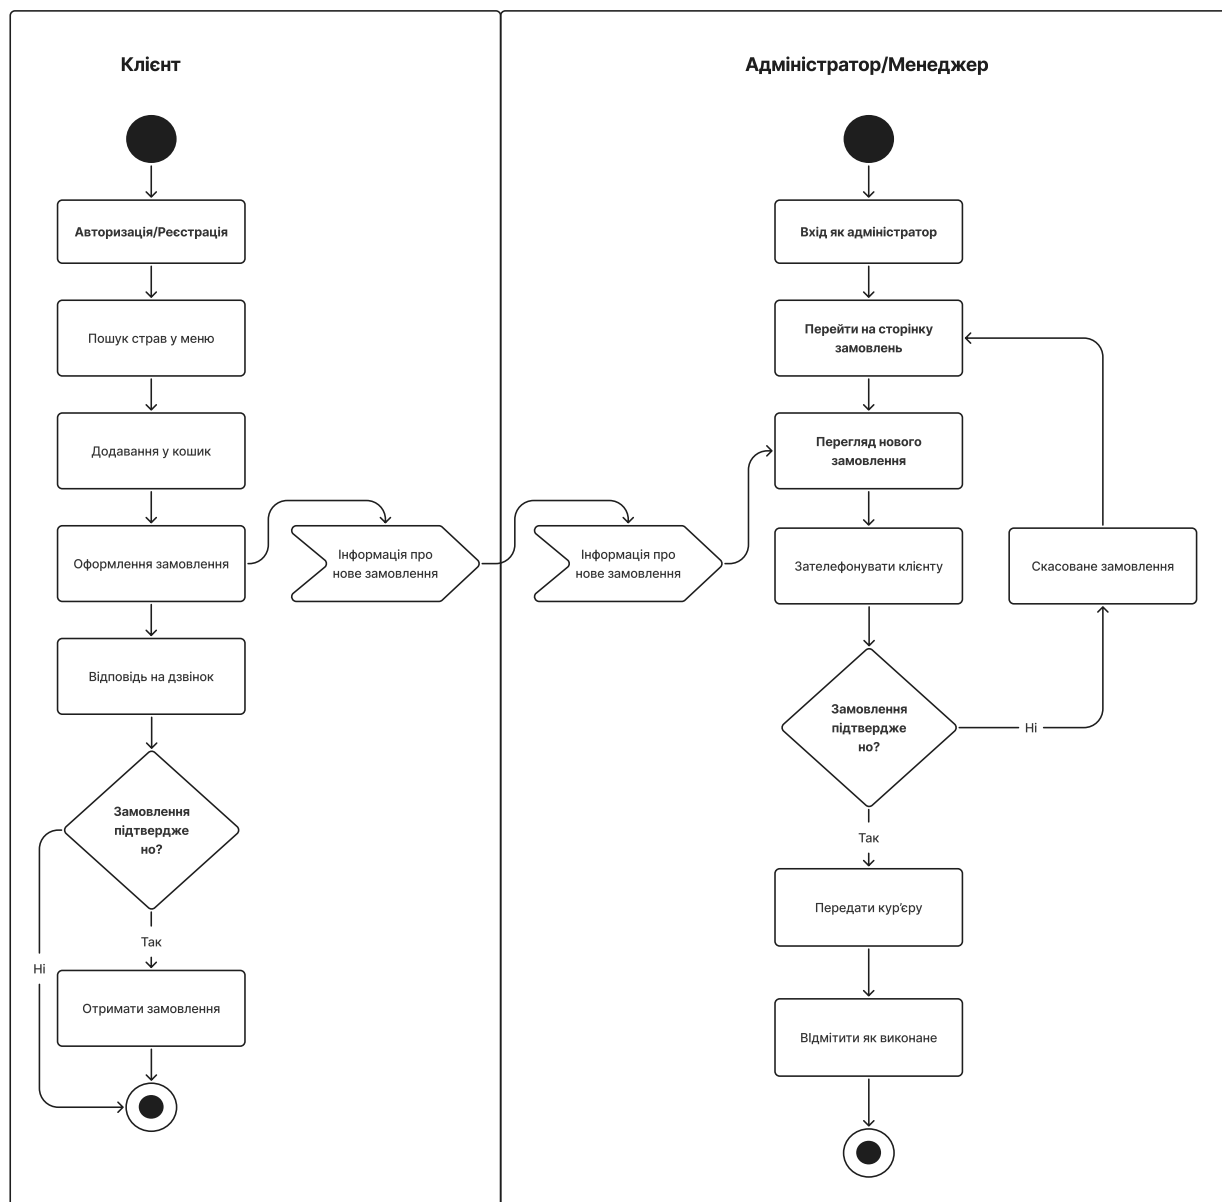 Клієнт
Авторизація/Реєстрація
Пошук страв у меню
Додавання у кошик
Оформлення замовлення
Інформація про
нове замовлення
Відповідь на дзвінок
Замовлення
підтвердже
но?
Так
Ні
Отримати замовлення
Адміністратор/Менеджер
Вхід як адміністратор
Перейти на сторінку
замовлень
Перегляд нового
замовлення
Інформація про
нове замовлення
Зателефонувати клієнту
Скасоване замовлення
Замовлення
підтвердже
но?
Ні
Так
Передати кур’єру
ВІдмітити як виконане